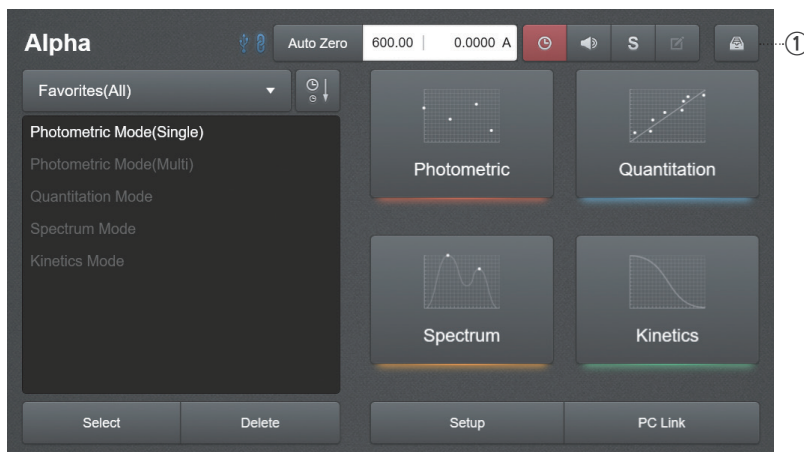 Alpha
Auto Zero
600.00 | 0.0000 A
S
①
Favorites(All)
Photometric Mode(Single)
Photometric Mode(Multi)
Quantitation Mode
Spectrum Mode
Kinetics Mode
Photometric
Quantitation
Spectrum
Kinetics
Select
Delete
Setup
PC Link